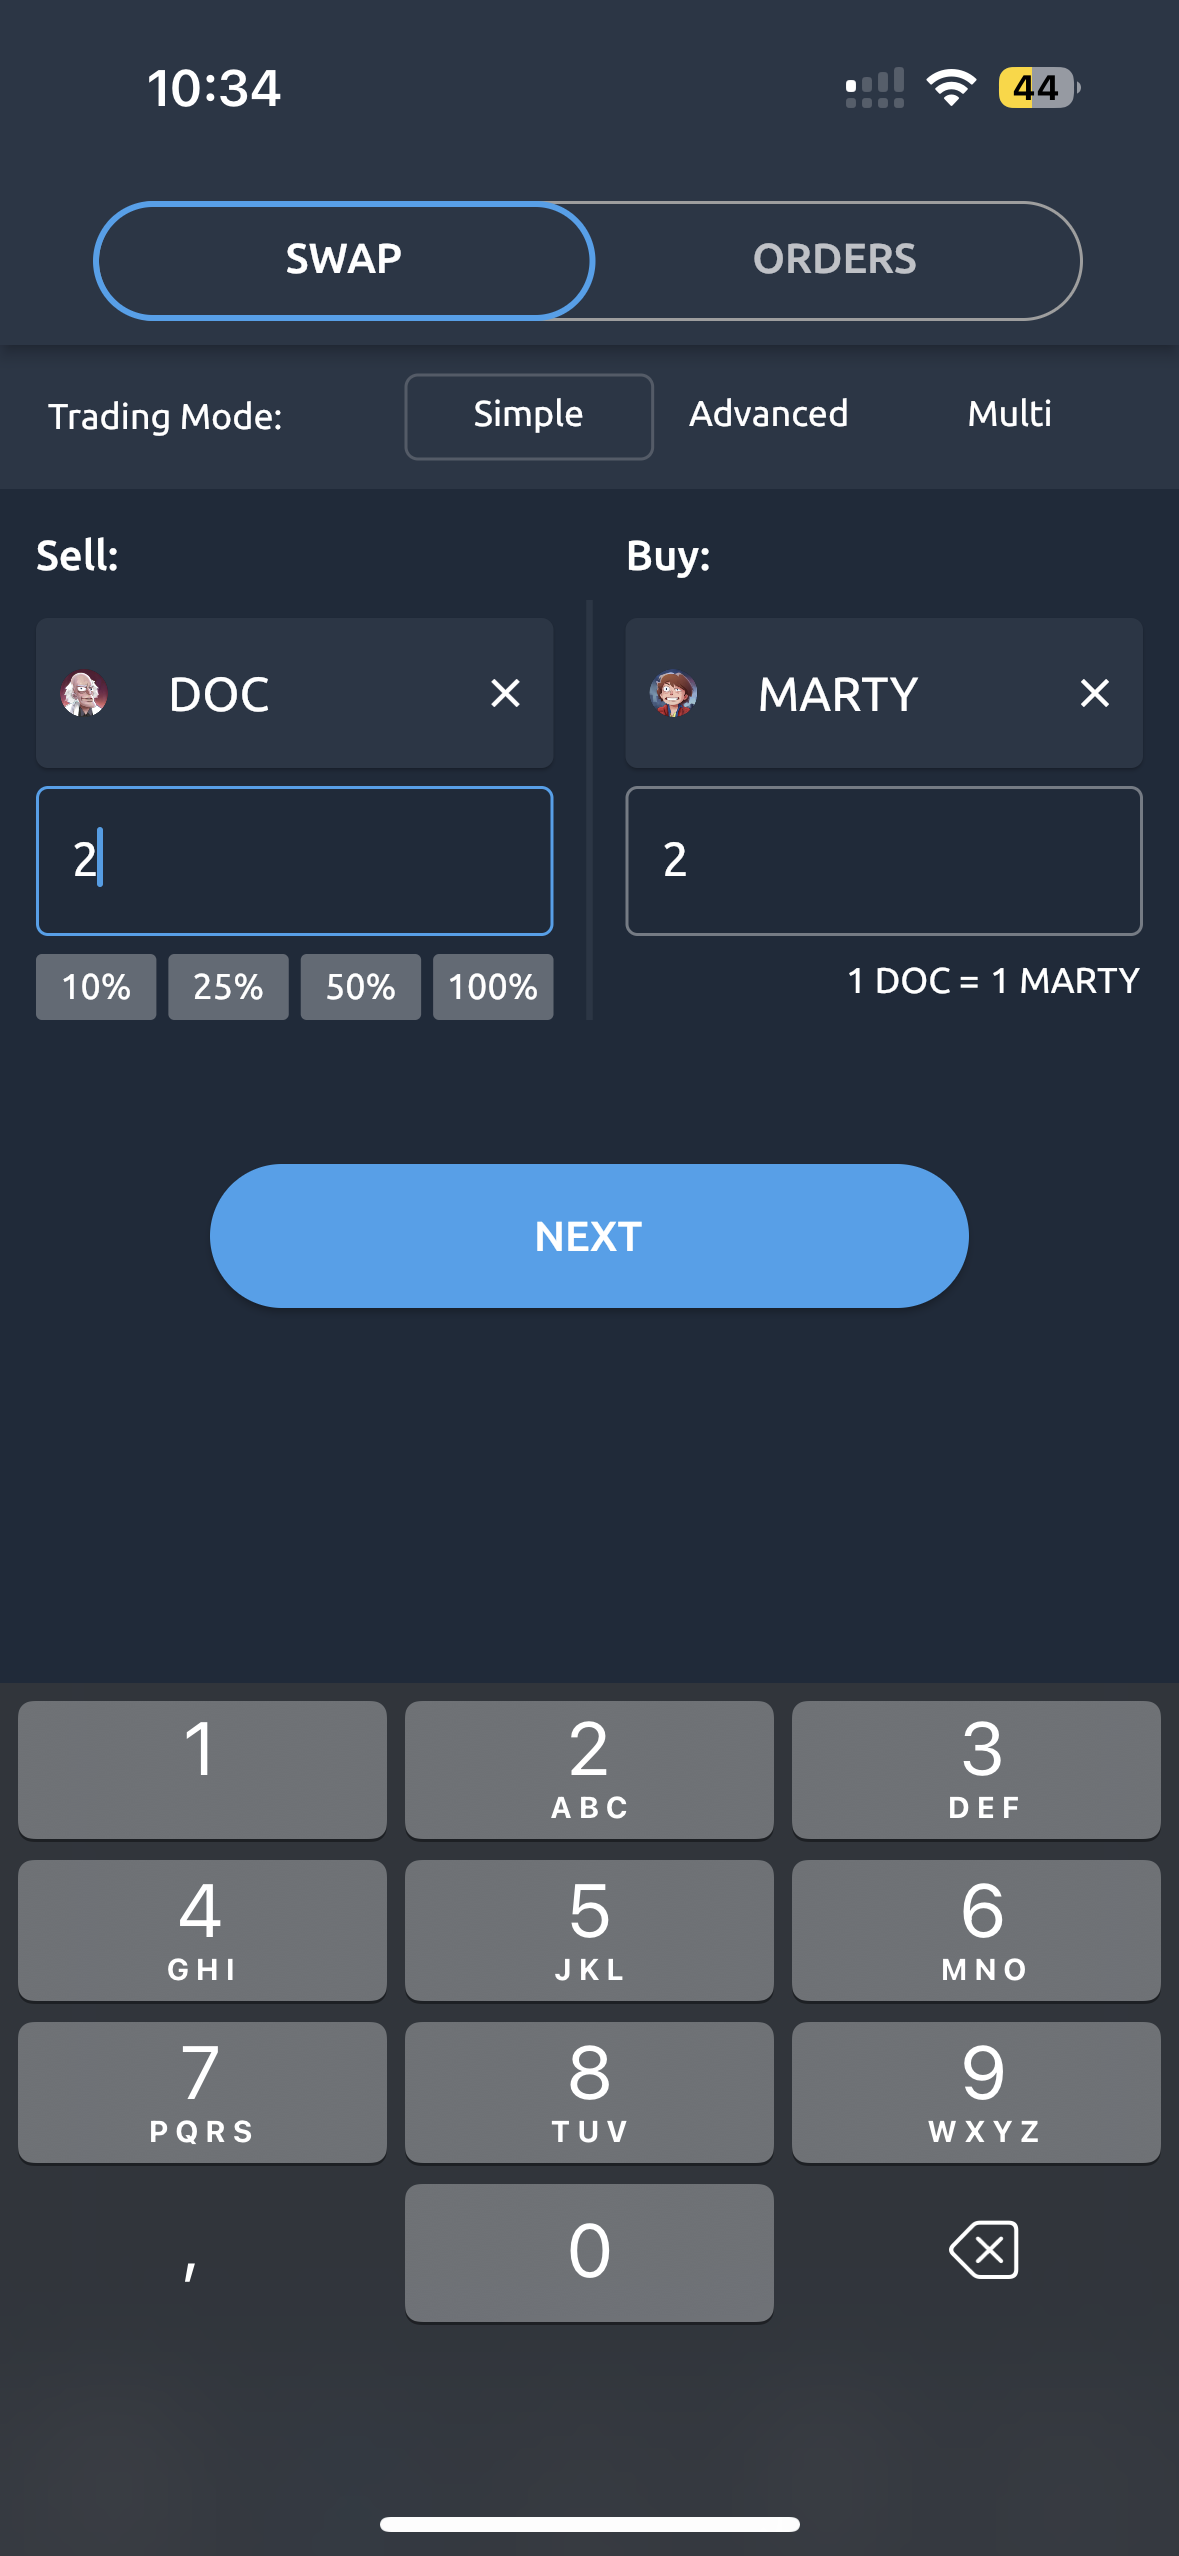 10:34
44
SWAP
ORDERS
Trading Mode:
Simple
Advanced
Multi
Sell:
Buy:
DOC
MARTY
2
2
10%
25%
50%
100%
1 DOC = 1 MARTY
NEXT
1
2
ABC
3
DEF
4
GHI
5
JKL
6
MNO
7
PQRS
8
TUV
9
WXYZ
,
0